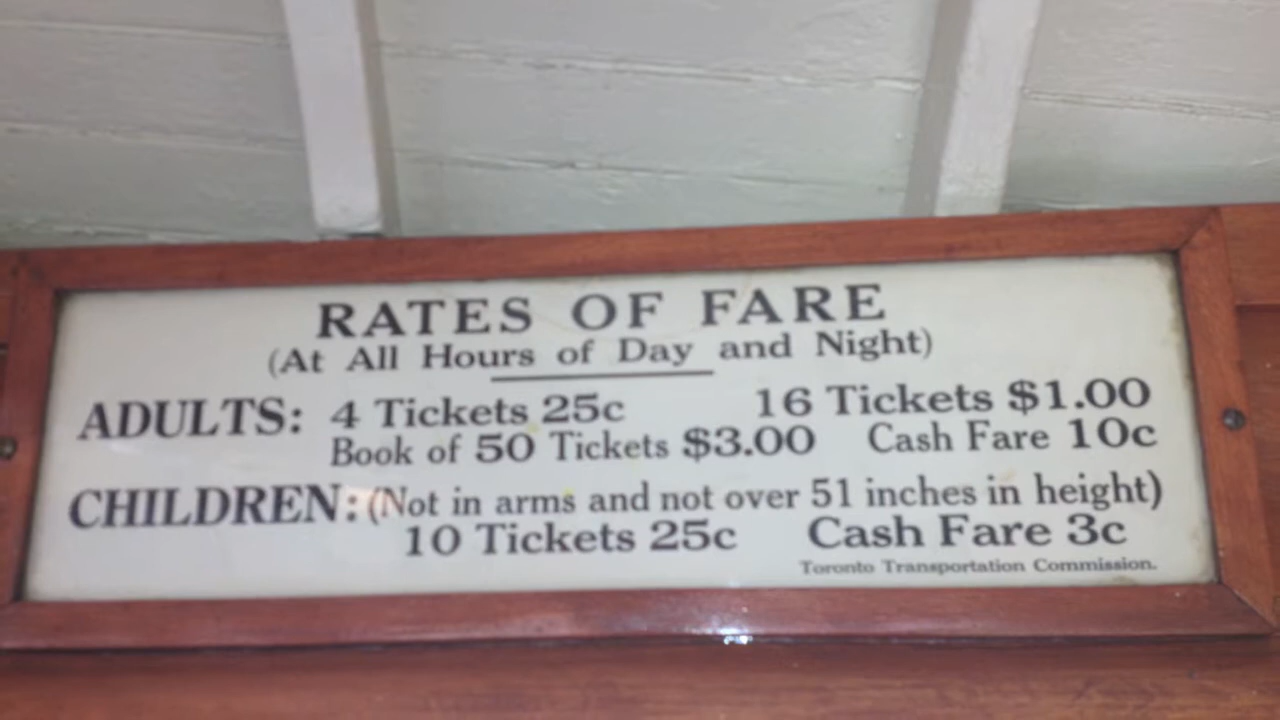 RATES OF FARE
(At All Hours of Day and Night)
ADULTS: 4 Tickets 25c 16 Tickets $1.00
Book of 50 Tickets $3.00 Cash Fare 10c
CHILDREN: (Not in arms and not over 51 inches in height)
10 Tickets 25c Cash Fare 3c
Toronto Transportation Commission.